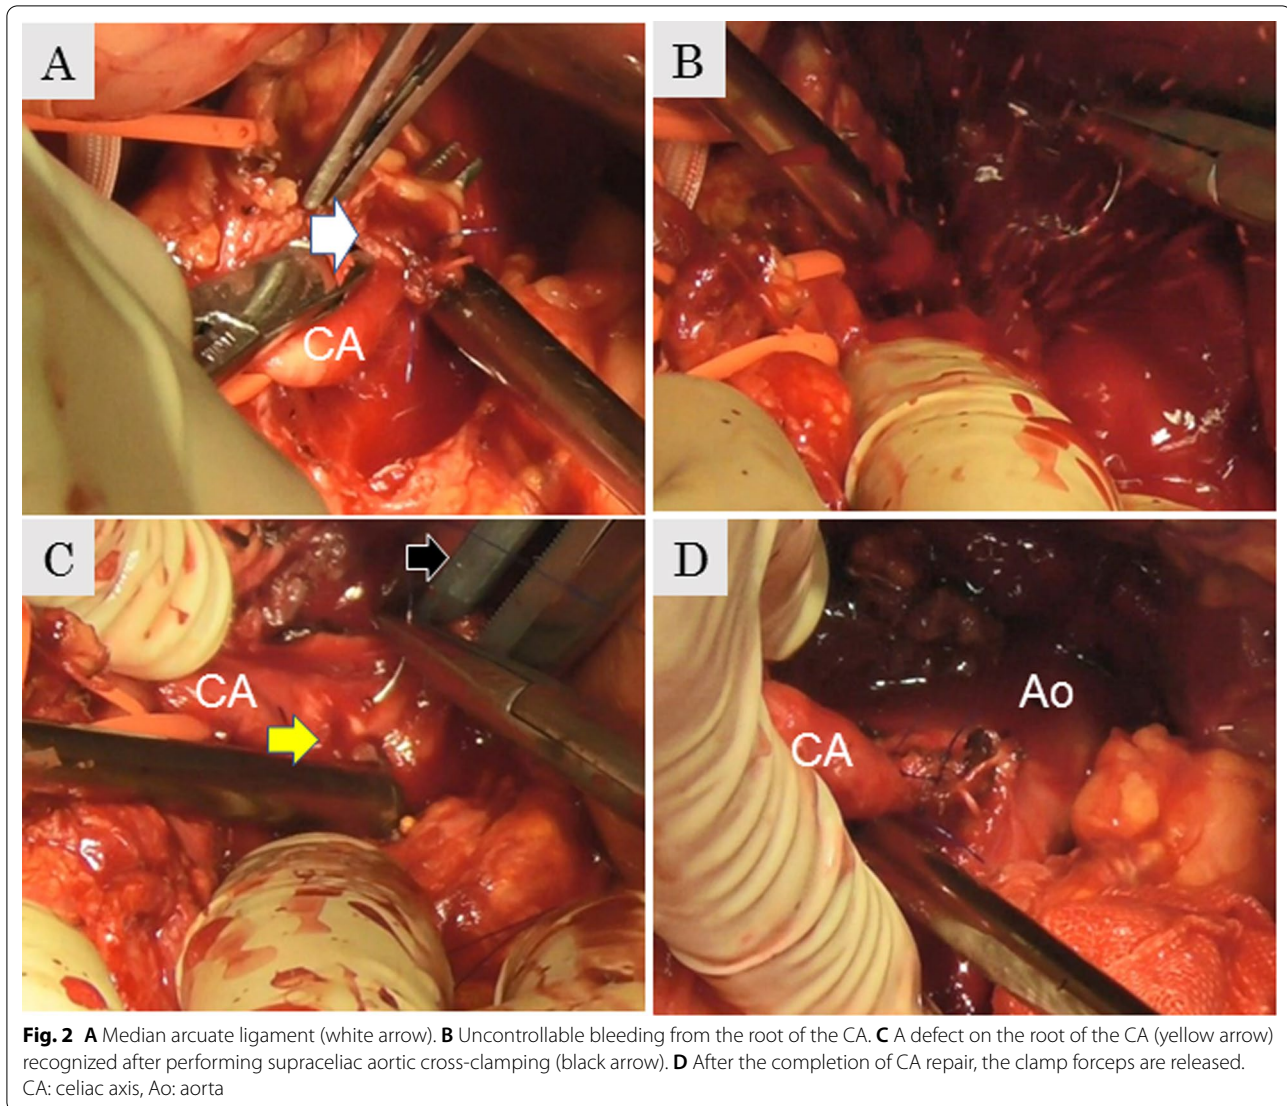 A
B
CA
C
D
CA
Ao
CA
Fig. 2 A Median arcuate ligament (white arrow). B Uncontrollable bleeding from the root of the CA. C A defect on the root of the CA (yellow arrow)
recognized after performing supraceliac aortic cross-clamping (black arrow). D After the completion of CA repair, the clamp forceps are released.
CA: celiac axis, Ao: aorta